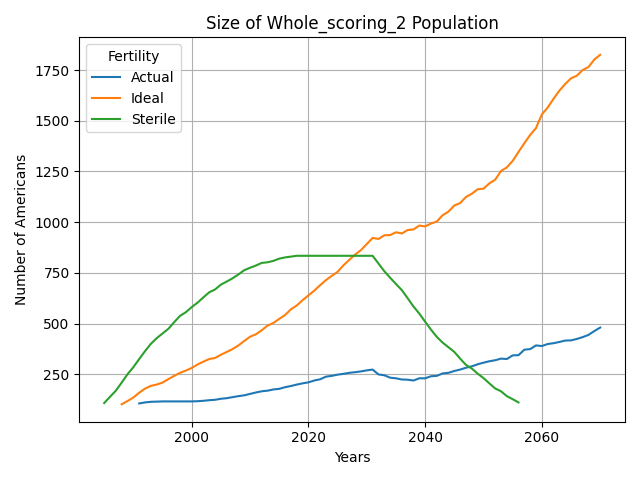 Size of Whole_scoring_2 Population
Fertility
Actual
Ideal
Sterile
Number of Americans
1750
1500
1250
1000
750
500
250
2000
2020
2040
2060
Years